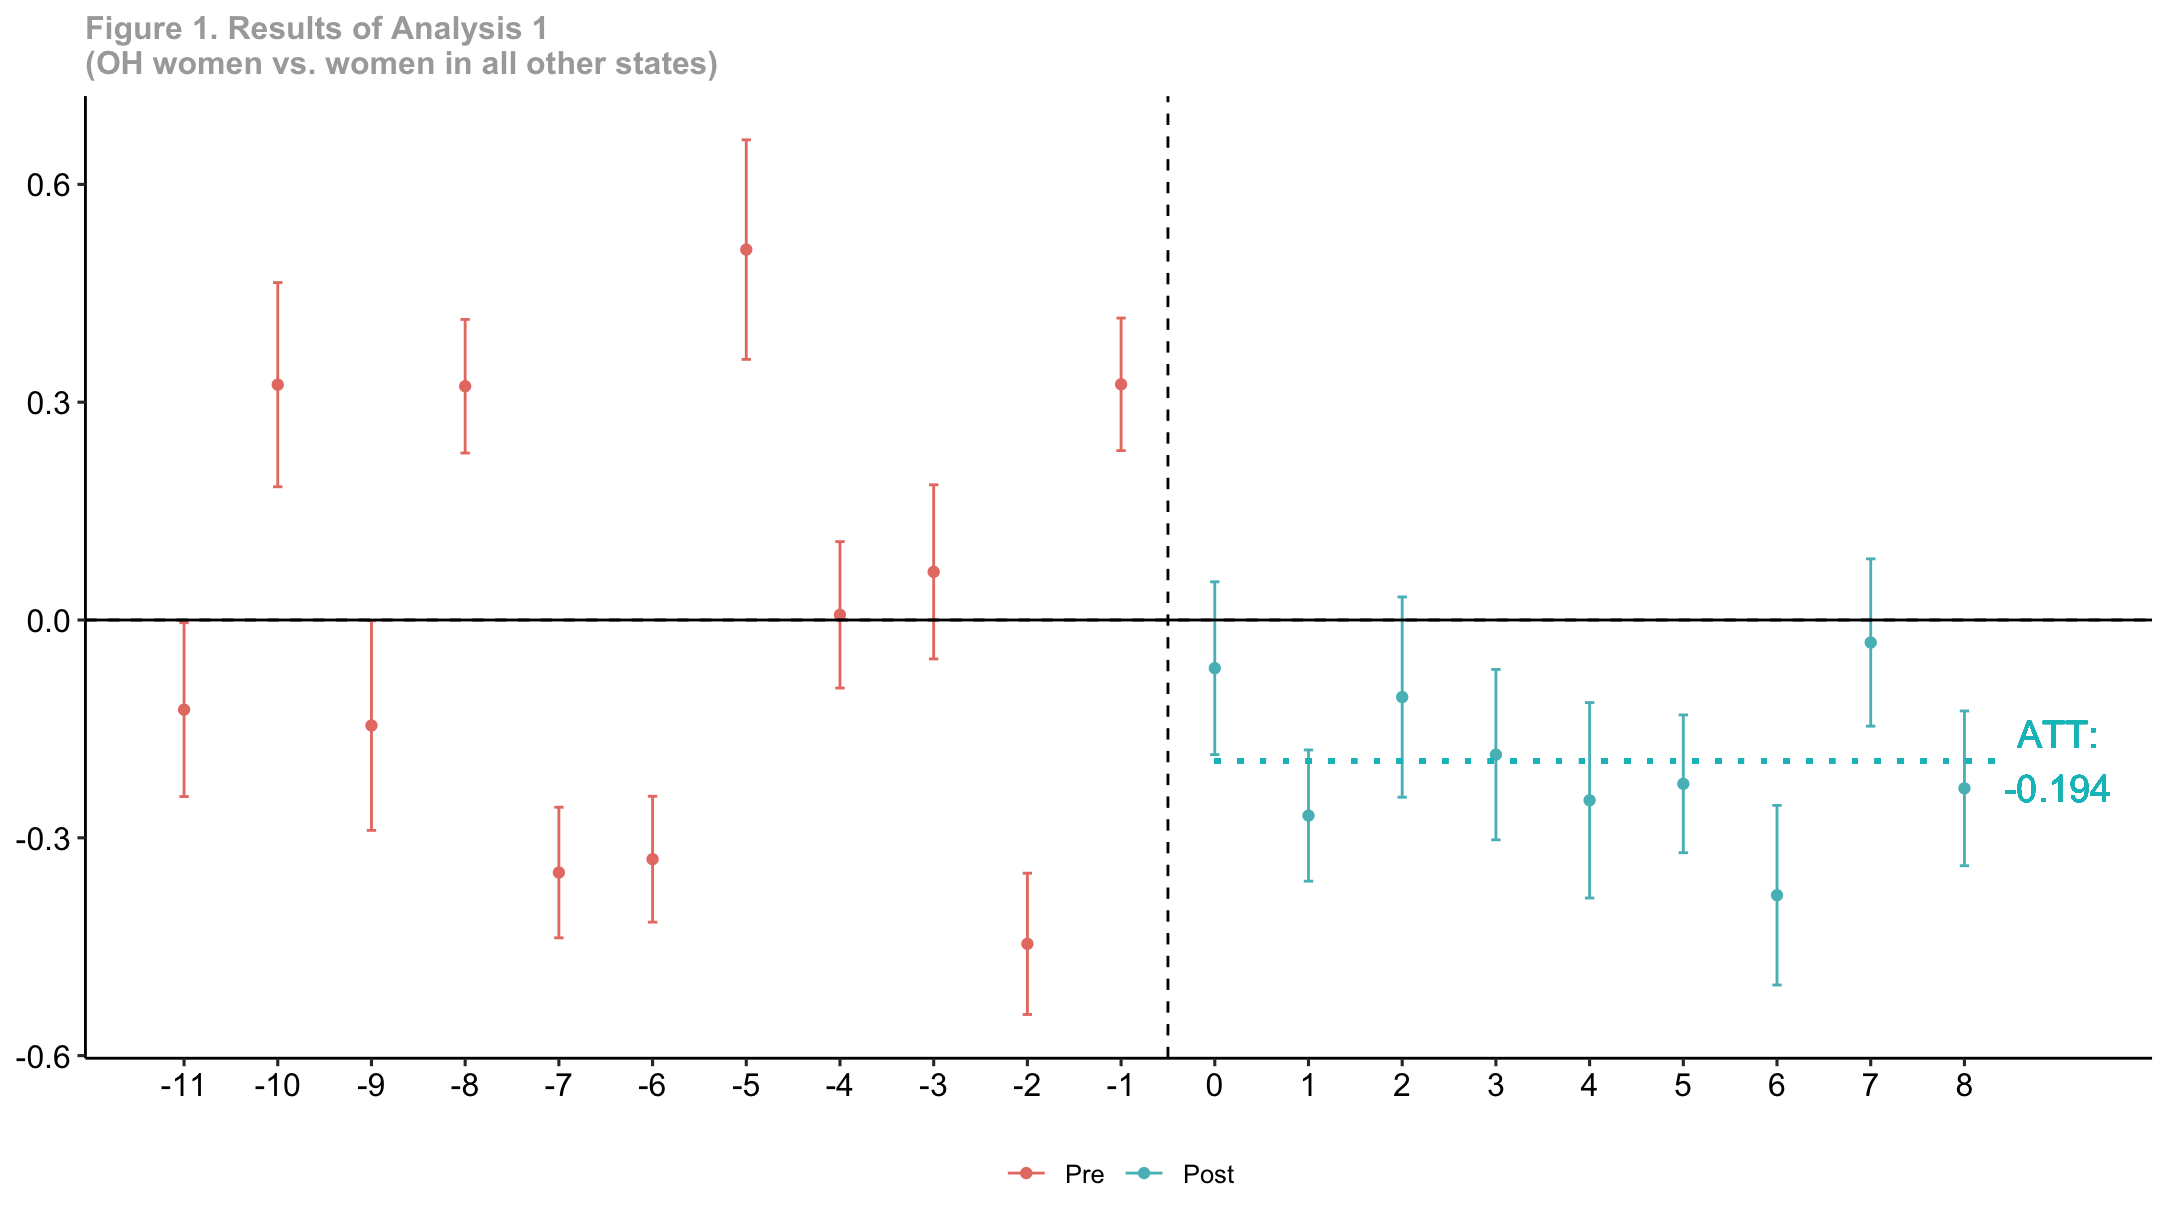 Figure 1. Results of Analysis 1
(OH women vs. women in all other states)
0.6
0.3
0.0
-0.3
-0.6
ATT:
-0.194
-11 -10 -9 -8 -7 -6 -5 -4 -3 -2 -1 0 1 2 3 4 5 6 7 8
Pre Post